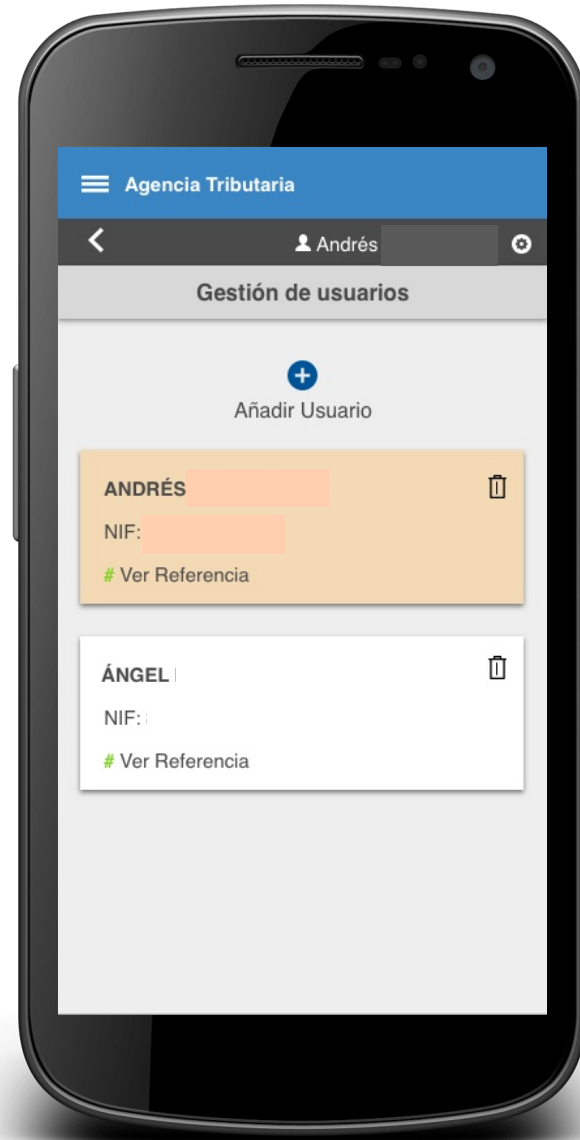 Agencia Tributaria
Andrés
Gestión de usuarios
Añadir Usuario
ANDRÉS
NIF:
# Ver Referencia
ÁNGEL
NIF:
# Ver Referencia